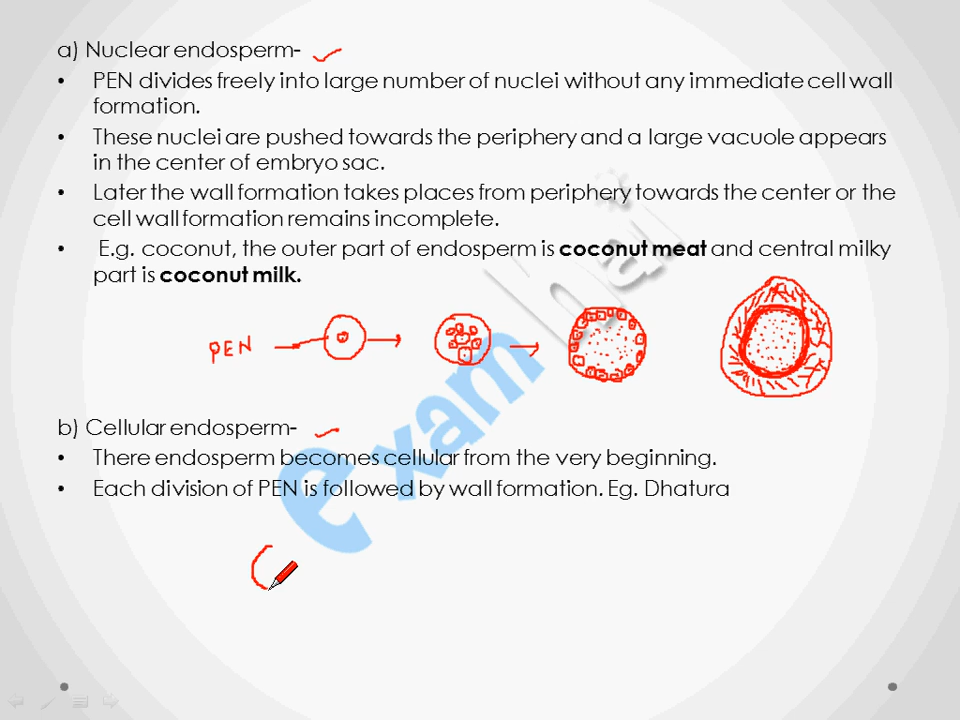 a) Nuclear endosperm-
• PEN divides freely into large number of nuclei without any immediate cell wall
formation.
• These nuclei are pushed towards the periphery and a large vacuole appears
in the center of embryo sac.
• Later the wall formation takes places from periphery towards the center or the
cell wall formation remains incomplete.
• E.g. coconut, the outer part of endosperm is coconut meat and central milky
part is coconut milk.
PEN
b) Cellular endosperm-
• There endosperm becomes cellular from the very beginning.
• Each division of PEN is followed by wall formation. Eg. Dhatura
exam